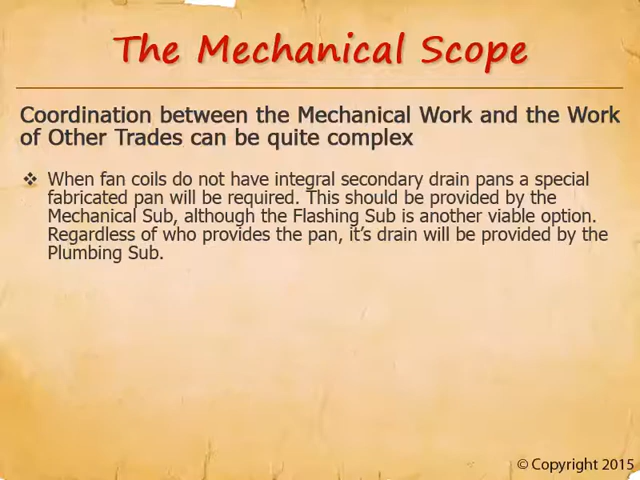 The Mechanical Scope
Coordination between the Mechanical Work and the Work
of Other Trades can be quite complex
❖ When fan coils do not have integral secondary drain pans a special
fabricated pan will be required. This should be provided by the
Mechanical Sub, although the Flashing Sub is another viable option.
Regardless of who provides the pan, it’s drain will be provided by the
Plumbing Sub.
© Copyright 2015